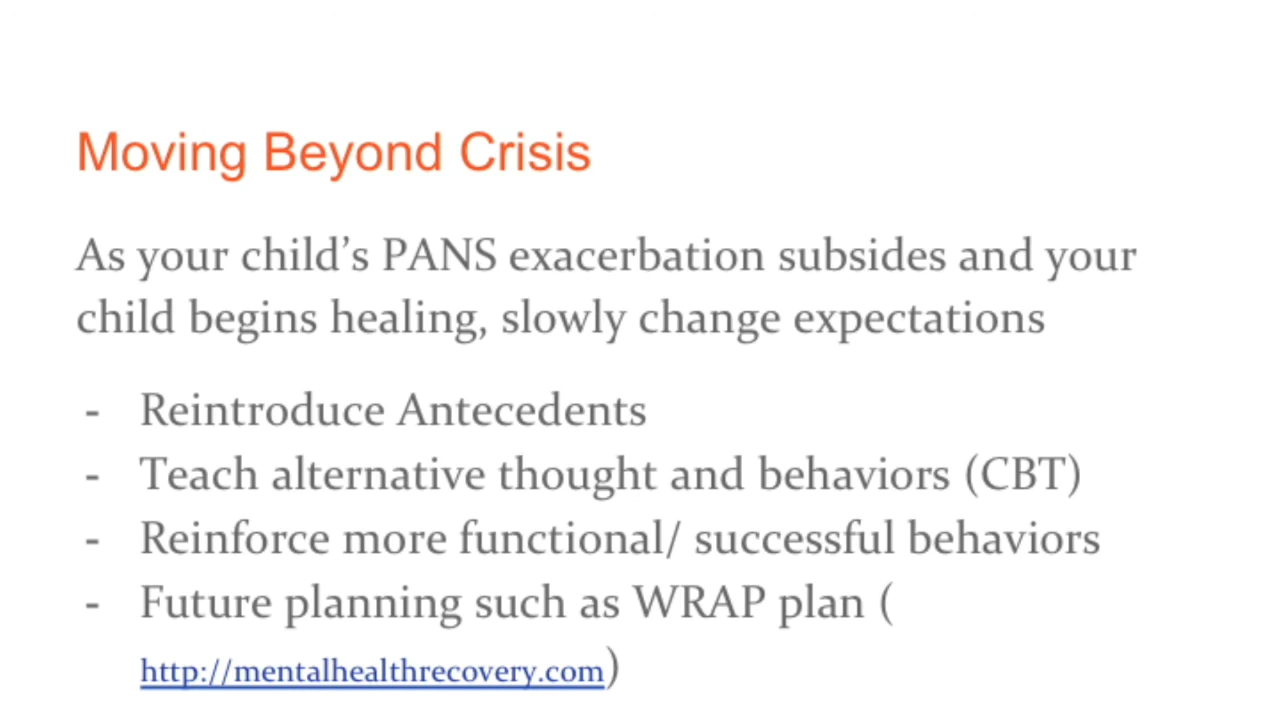 Moving Beyond Crisis
As your child’s PANS exacerbation subsides and your
child begins healing, slowly change expectations
- Reintroduce Antecedents
- Teach alternative thought and behaviors (CBT)
- Reinforce more functional/ successful behaviors
- Future planning such as WRAP plan (
http://mentalhealthrecovery.com)